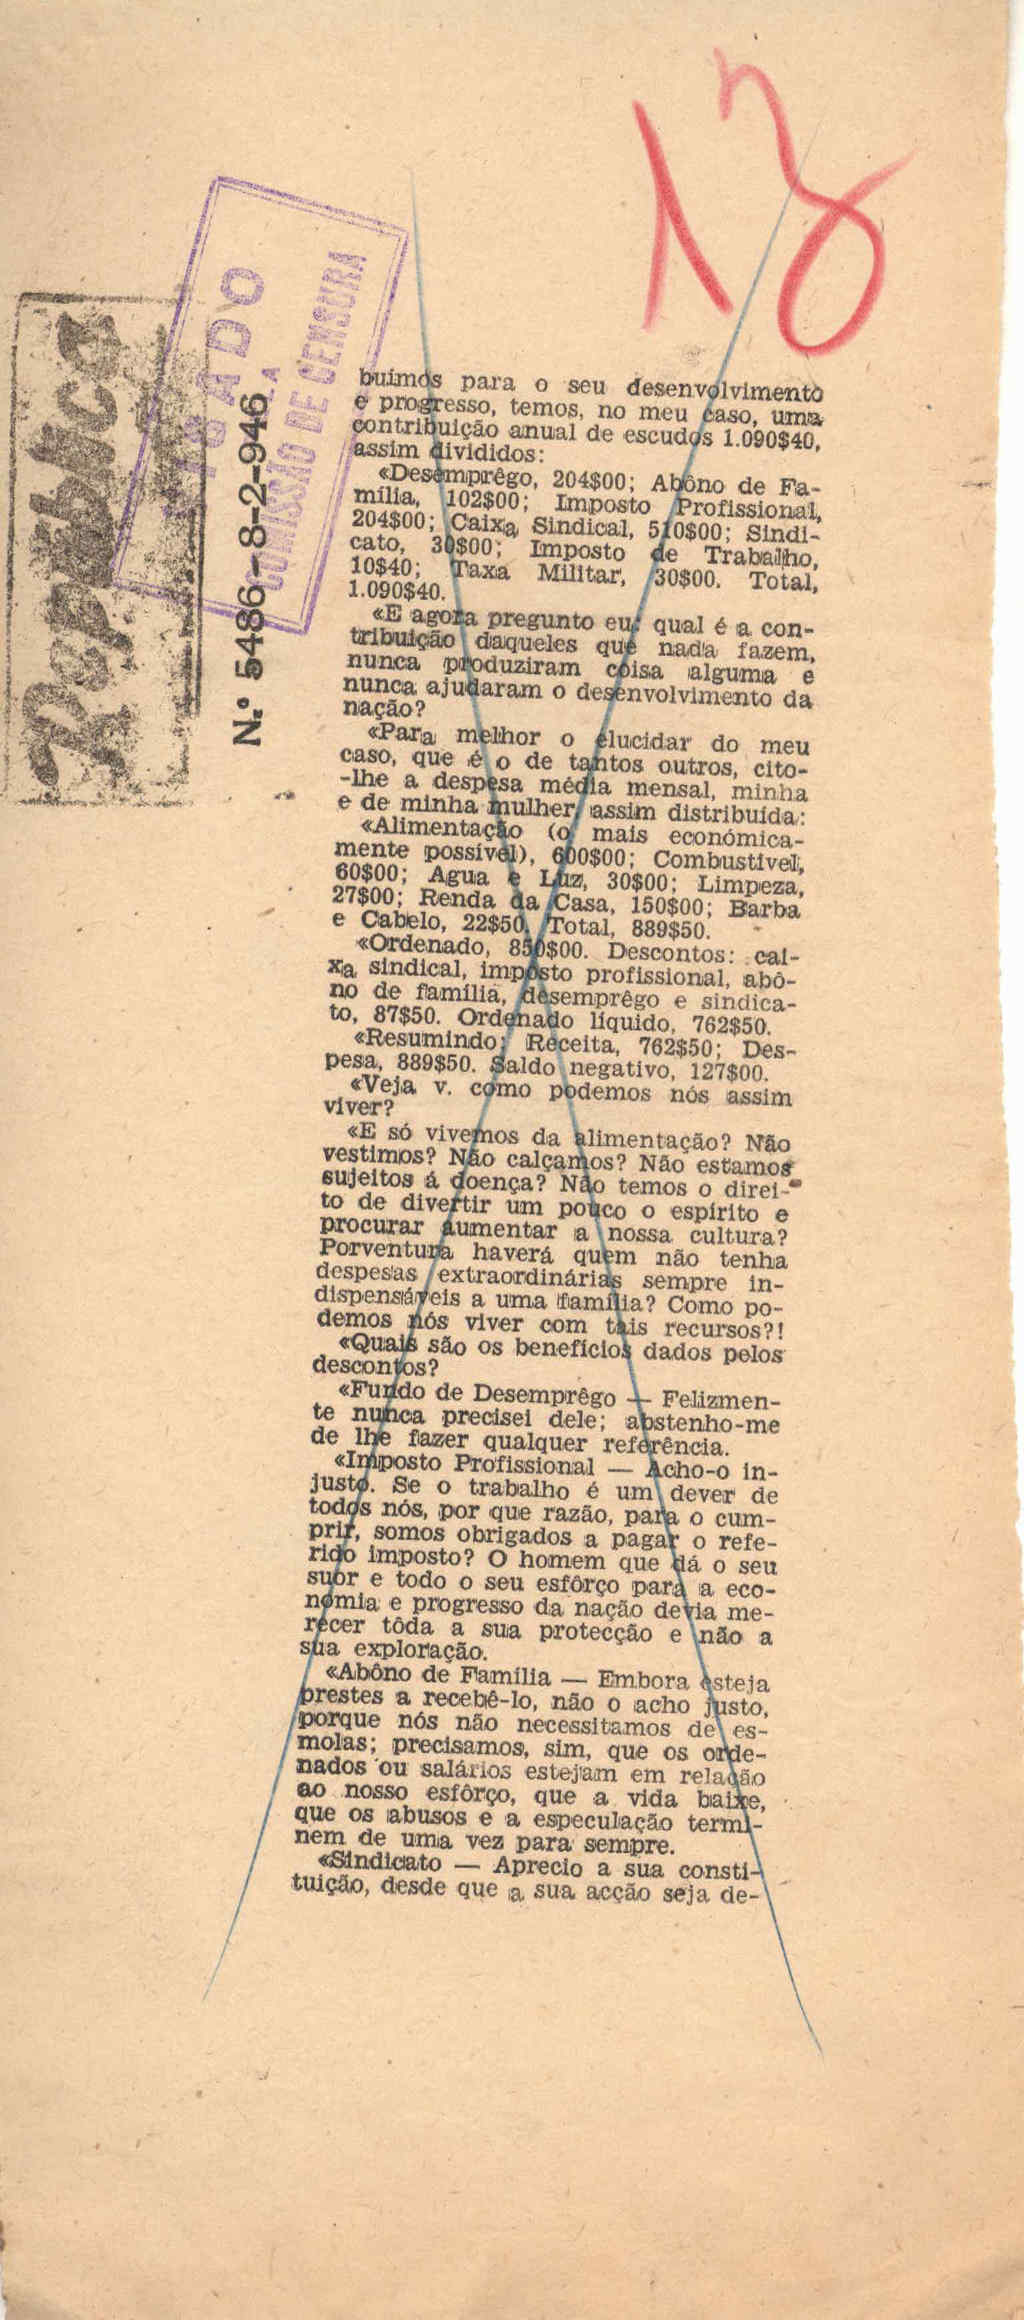 13
República
VISADO
PELA
COMISSÃO DE CENSURA
N.º 5486—8-2-946
buímos para o seu desenvolvimento
e progresso, temos, no meu caso, uma
contribuição anual de escudos 1.090$40,
assim divididos:
«Desemprêgo, 204$00; Abôno de Fa-
mília, 102$00; Imposto Profissional,
204$00; Caixa Sindical, 510$00; Sindi-
cato, 30$00; Imposto de Trabalho,
10$40; Taxa Militar, 30$00. Total,
1.090$40.
«E agora pregunto eu: qual é a con-
tribuïção daqueles que nada fazem,
nunca produziram coisa alguma e
nunca ajudaram o desenvolvimento da
nação?
«Para melhor o elucidar do meu
caso, que é o de tantos outros, cito-
-lhe a despesa média mensal, minha
e de minha mulher, assim distribuída:
«Alimentação (o mais económica-
mente possível), 600$00; Combustível,
60$00; Agua e Luz, 30$00; Limpeza,
27$00; Renda da Casa, 150$00; Barba
e Cabelo, 22$50. Total, 889$50.
«Ordenado, 850$00. Descontos: cai-
xa sindical, imposto profissional, abô-
no de família, desemprêgo e sindica-
to, 87$50. Ordenado líquido, 762$50.
«Resumindo: Receita, 762$50; Des-
pesa, 889$50. Saldo negativo, 127$00.
«Veja v. como podemos nós assim
viver?
«E só vivemos da alimentação? Não
vestimos? Não calçamos? Não estamos
sujeitos á doença? Não temos o direi-
to de divertir um pouco o espírito e
procurar aumentar a nossa cultura?
Porventura haverá quem não tenha
despesas extraordinárias sempre in-
dispensáveis a uma família? Como po-
demos nós viver com tais recursos?!
«Quais são os benefícios dados pelos
descontos?
«Fundo de Desemprêgo — Felizmen-
te nunca precisei dele; abstenho-me
de lhe fazer qualquer referência.
«Imposto Profissional — Acho-o in-
justo. Se o trabalho é um dever de
todos nós, por que razão, para o cum-
prir, somos obrigados a pagar o refe-
rido imposto? O homem que dá o seu
suor e todo o seu esfôrço para a eco-
nomia e progresso da nação devia me-
recer tôda a sua protecção e não a
sua exploração.
«Abôno de Família — Embora esteja
prestes a recebê-lo, não o acho justo,
porque nós não necessitamos de es-
molas; precisamos, sim, que os orde-
nados ou salários estejam em relação
ao nosso esfôrço, que a vida baixe,
que os abusos e a especulação termi-
nem de uma vez para sempre.
«Sindicato — Aprecio a sua consti-
tuição, desde que a sua acção seja de-